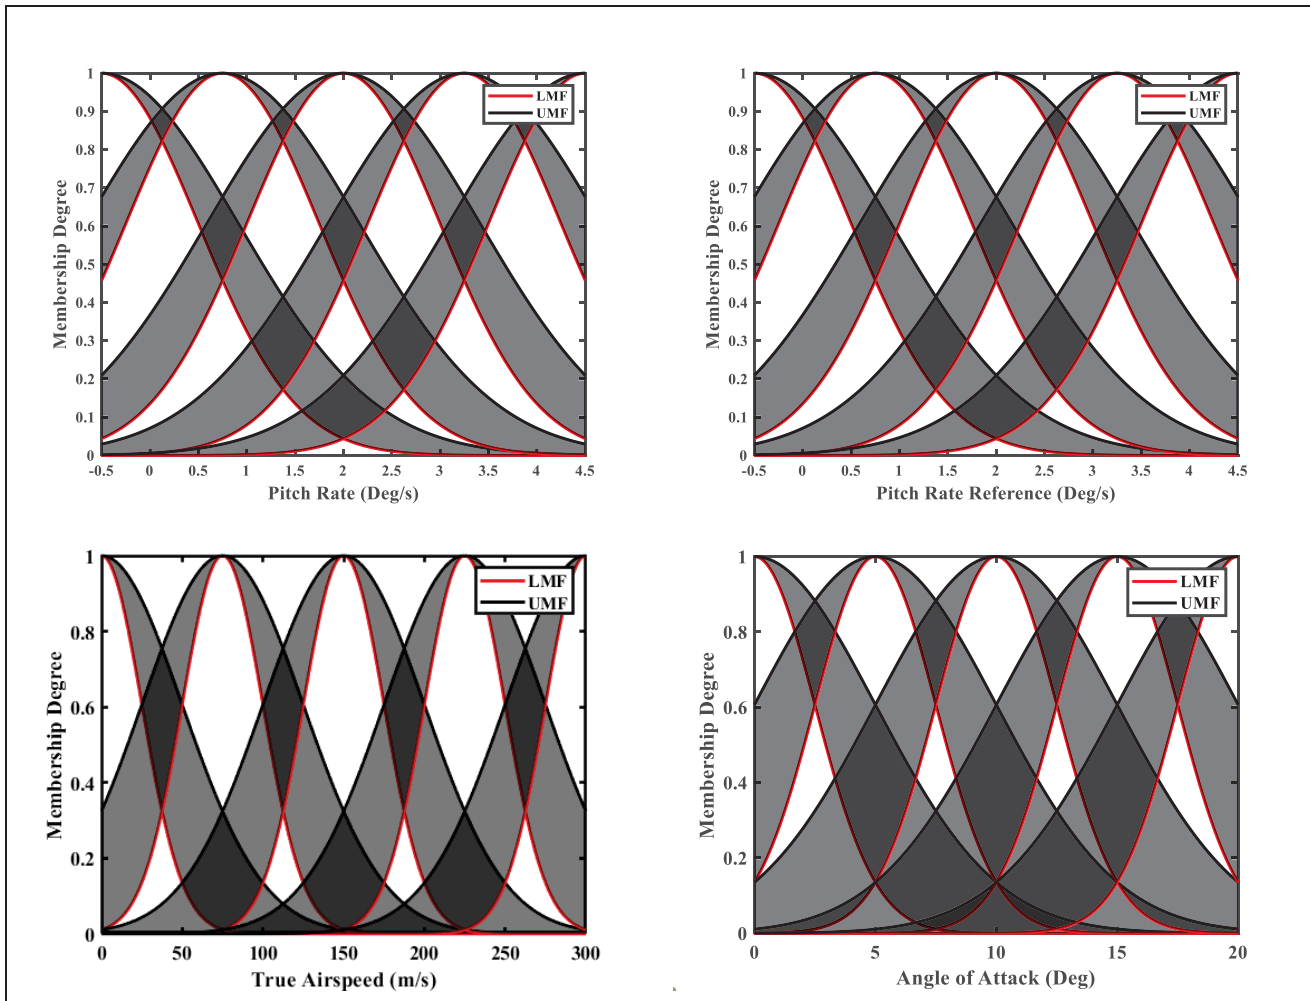 1
0.9
0.8
0.7
0.6
0.5
0.4
0.3
0.2
0.1
0
Membership Degree
LMF
UMF
-0.5 0 0.5 1 1.5 2 2.5 3 3.5 4 4.5
Pitch Rate (Deg/s)
1
0.9
0.8
0.7
0.6
0.5
0.4
0.3
0.2
0.1
0
Membership Degree
LMF
UMF
-0.5 0 0.5 1 1.5 2 2.5 3 3.5 4 4.5
Pitch Rate Reference (Deg/s)
1
0.8
0.6
0.4
0.2
0
Membership Degree
LMF
UMF
0 50 100 150 200 250 300
True Airspeed (m/s)
1
0.8
0.6
0.4
0.2
0
Membership Degree
LMF
UMF
0 5 10 15 20
Angle of Attack (Deg)